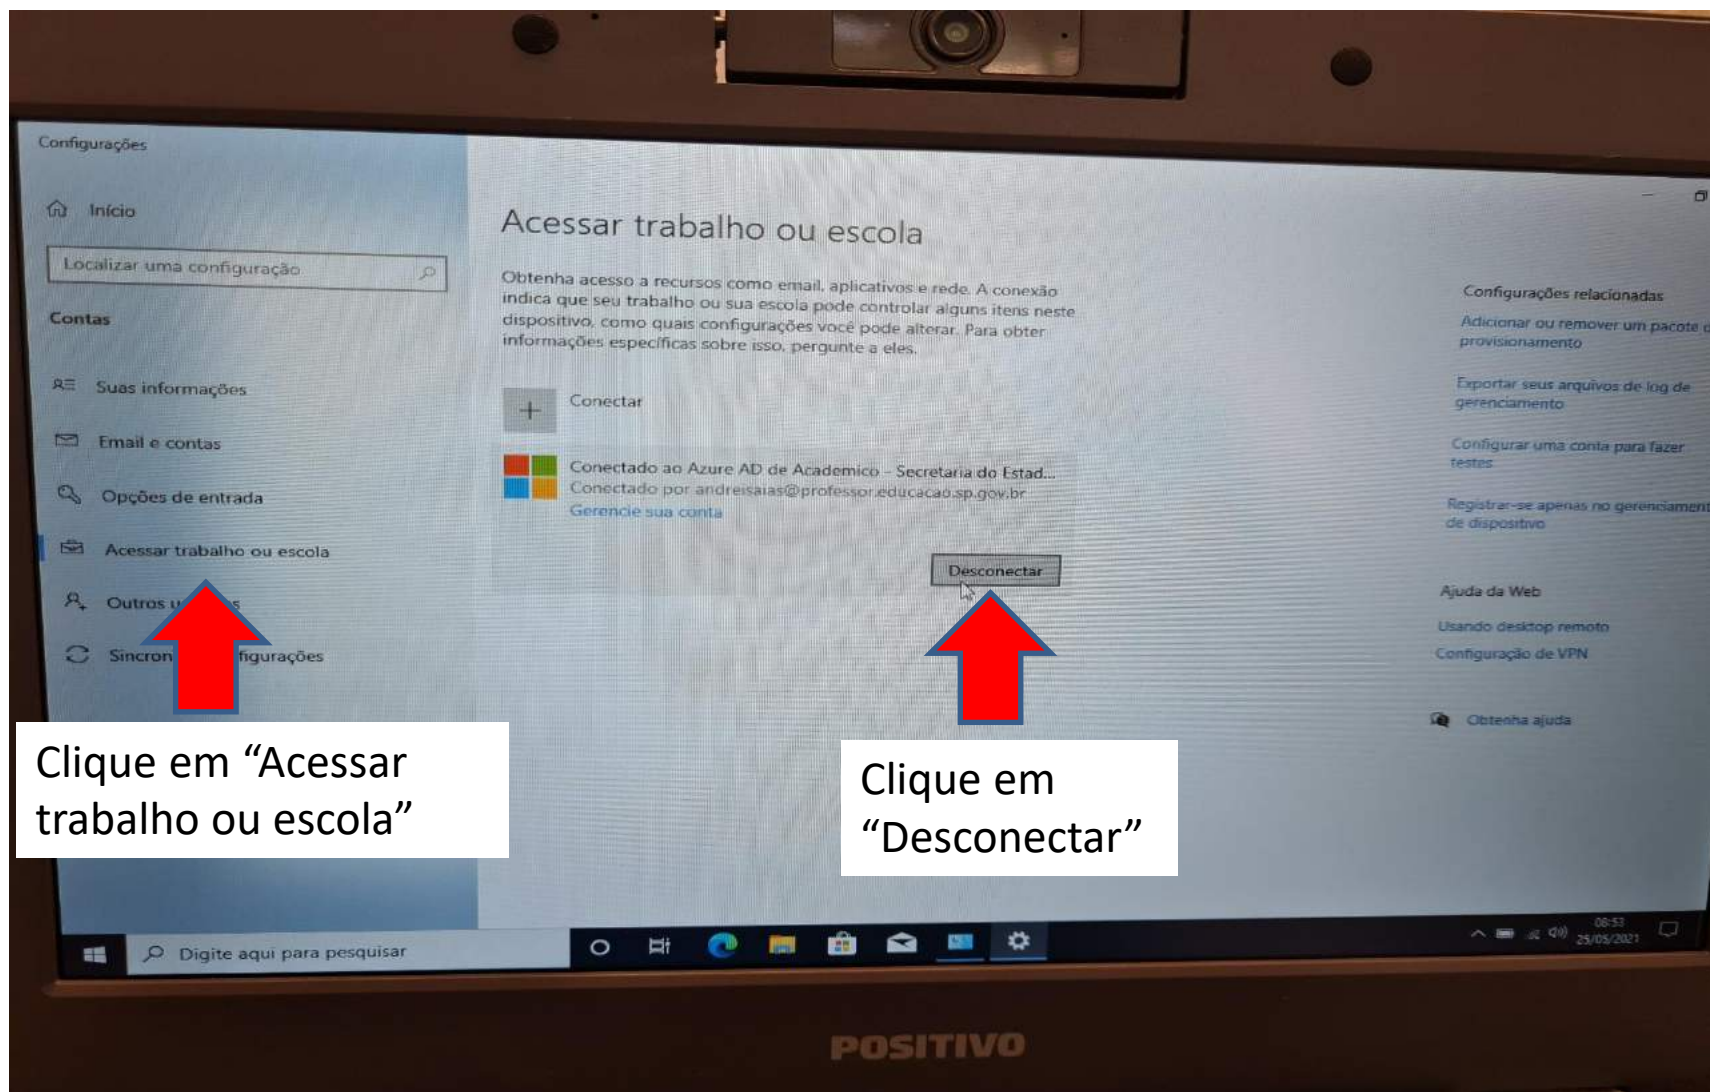 Configurações
Início
Localizar uma configuração
Contas
Suas informações
Email e contas
Opções de entrada
Acessar trabalho ou escola
Outros u
Sincron figurações
Acessar trabalho ou escola
Obtenha acesso a recursos como email, aplicativos e rede. A conexão
indica que seu trabalho ou sua escola pode controlar alguns itens neste
dispositivo, como quais configurações você pode alterar. Para obter
informações específicas sobre isso, pergunte a eles.
Conectar
Conectado ao Azure AD de Academico - Secretaria do Estad...
Conectado por andreisaias@professor.educacao.sp.gov.br
Gerencie sua conta
Desconectar
Configurações relacionadas
Adicionar ou remover um pacote
provisionamento
Exportar seus arquivos de log de
gerenciamento
Configurar uma conta para fazer
testes
Registrar-se apenas no gerenciament
de dispositivo
Ajuda da Web
Usando desktop remoto
Configuração de VPN
Obtenha ajuda
Clique em “Acessar
trabalho ou escola”
Clique em
“Desconectar”
Digite aqui para pesquisar
08:53
25/05/2021
POSITIVO